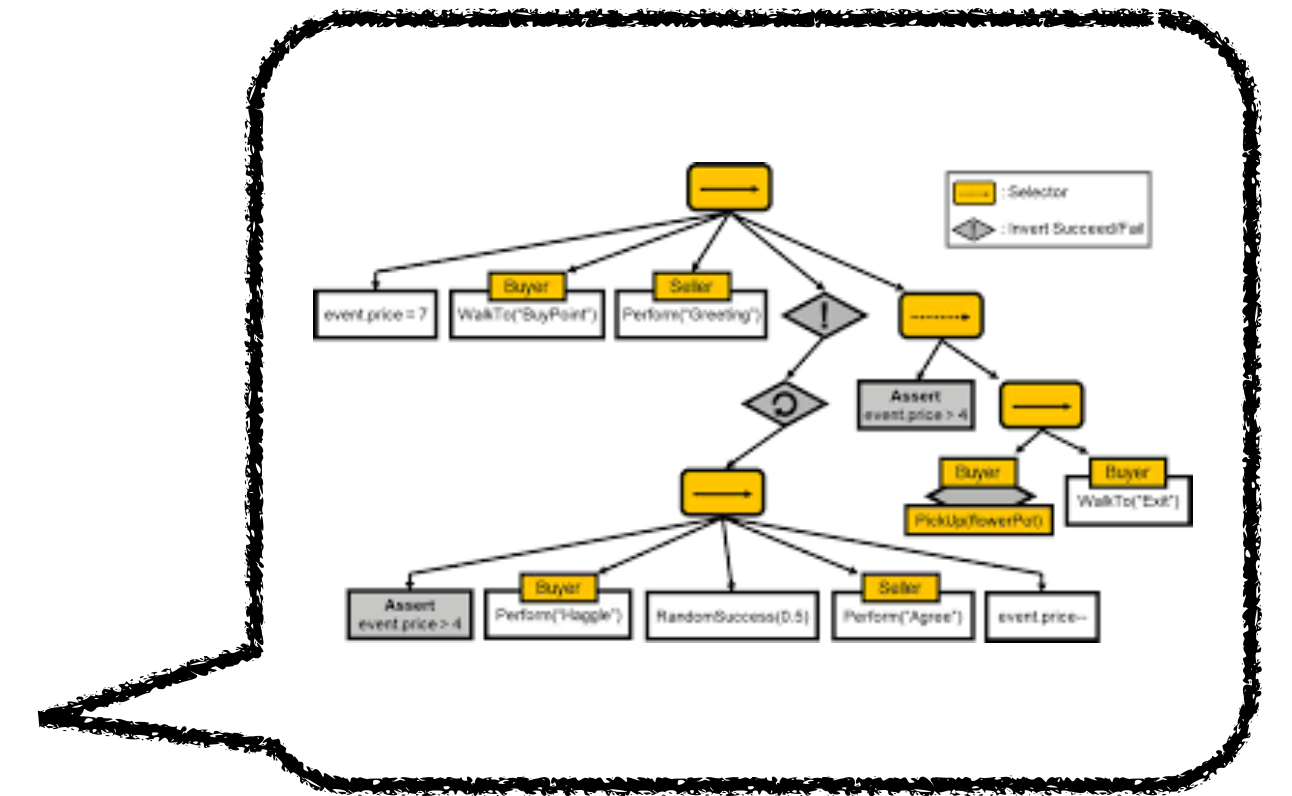 : Selector
: Invert Succeed/Fail
Buyer
Seller
event.price = 7
WalkTo("BuyPoint")
Perform("Greeting")
!
Assert
event.price > 4
Buyer
Buyer
WalkTo("Exit")
PickUp(flowerPot)
Buyer
Seller
Assert
event.price > 4
Perform("Haggle")
RandomSuccess(0.5)
Perform("Agree")
event.price--